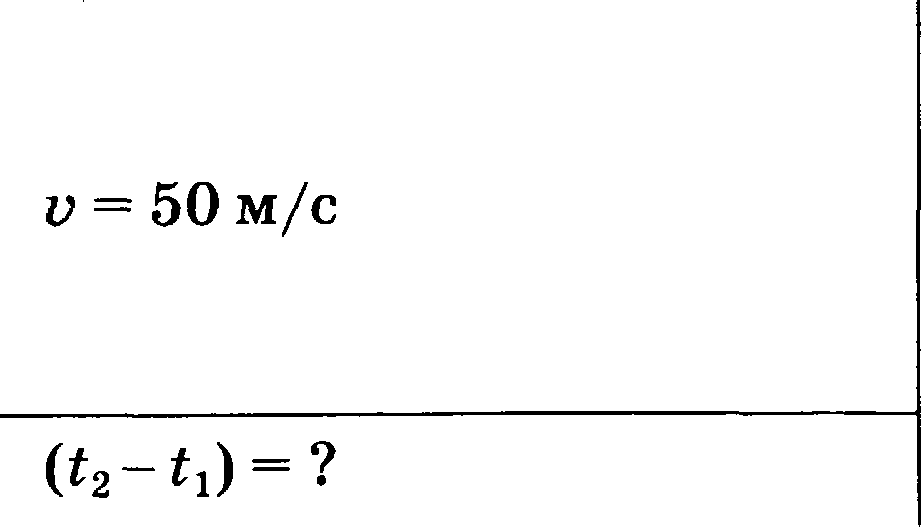 v = 50 м/с
(t₂ – t₁) = ?